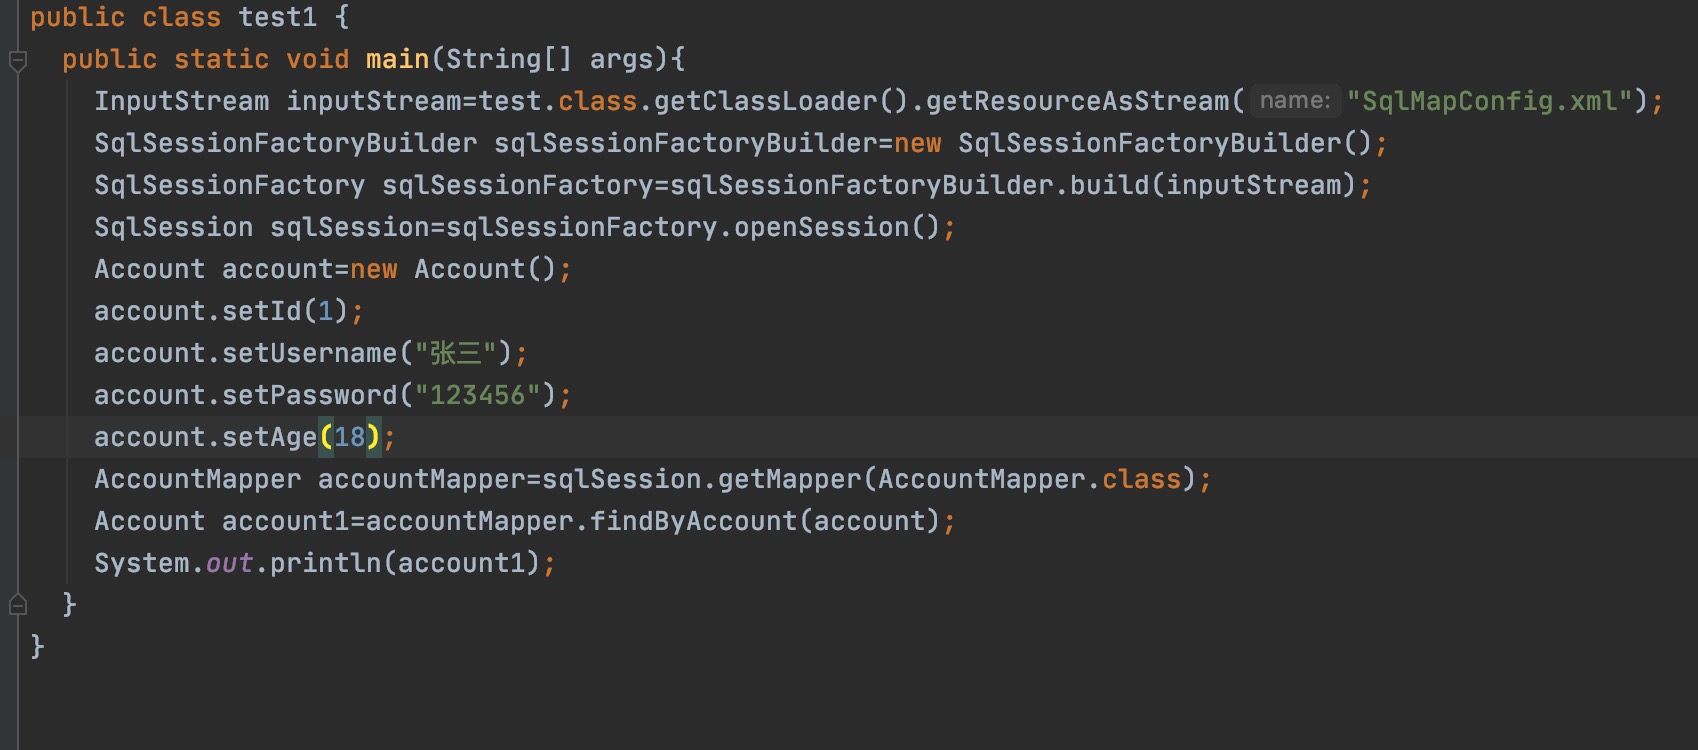 public class test1 {
public static void main(String[] args){
InputStream inputStream=test.class.getClassLoader().getResourceAsStream( name: "SqlMapConfig.xml");
SqlSessionFactoryBuilder sqlSessionFactoryBuilder=new SqlSessionFactoryBuilder();
SqlSessionFactory sqlSessionFactory=sqlSessionFactoryBuilder.build(inputStream);
SqlSession sqlSession=sqlSessionFactory.openSession();
Account account=new Account();
account.setId(1);
account.setUsername("张三");
account.setPassword("123456");
account.setAge(18);
AccountMapper accountMapper=sqlSession.getMapper(AccountMapper.class);
Account account1=accountMapper.findByAccount(account);
System.out.println(account1);
}
}